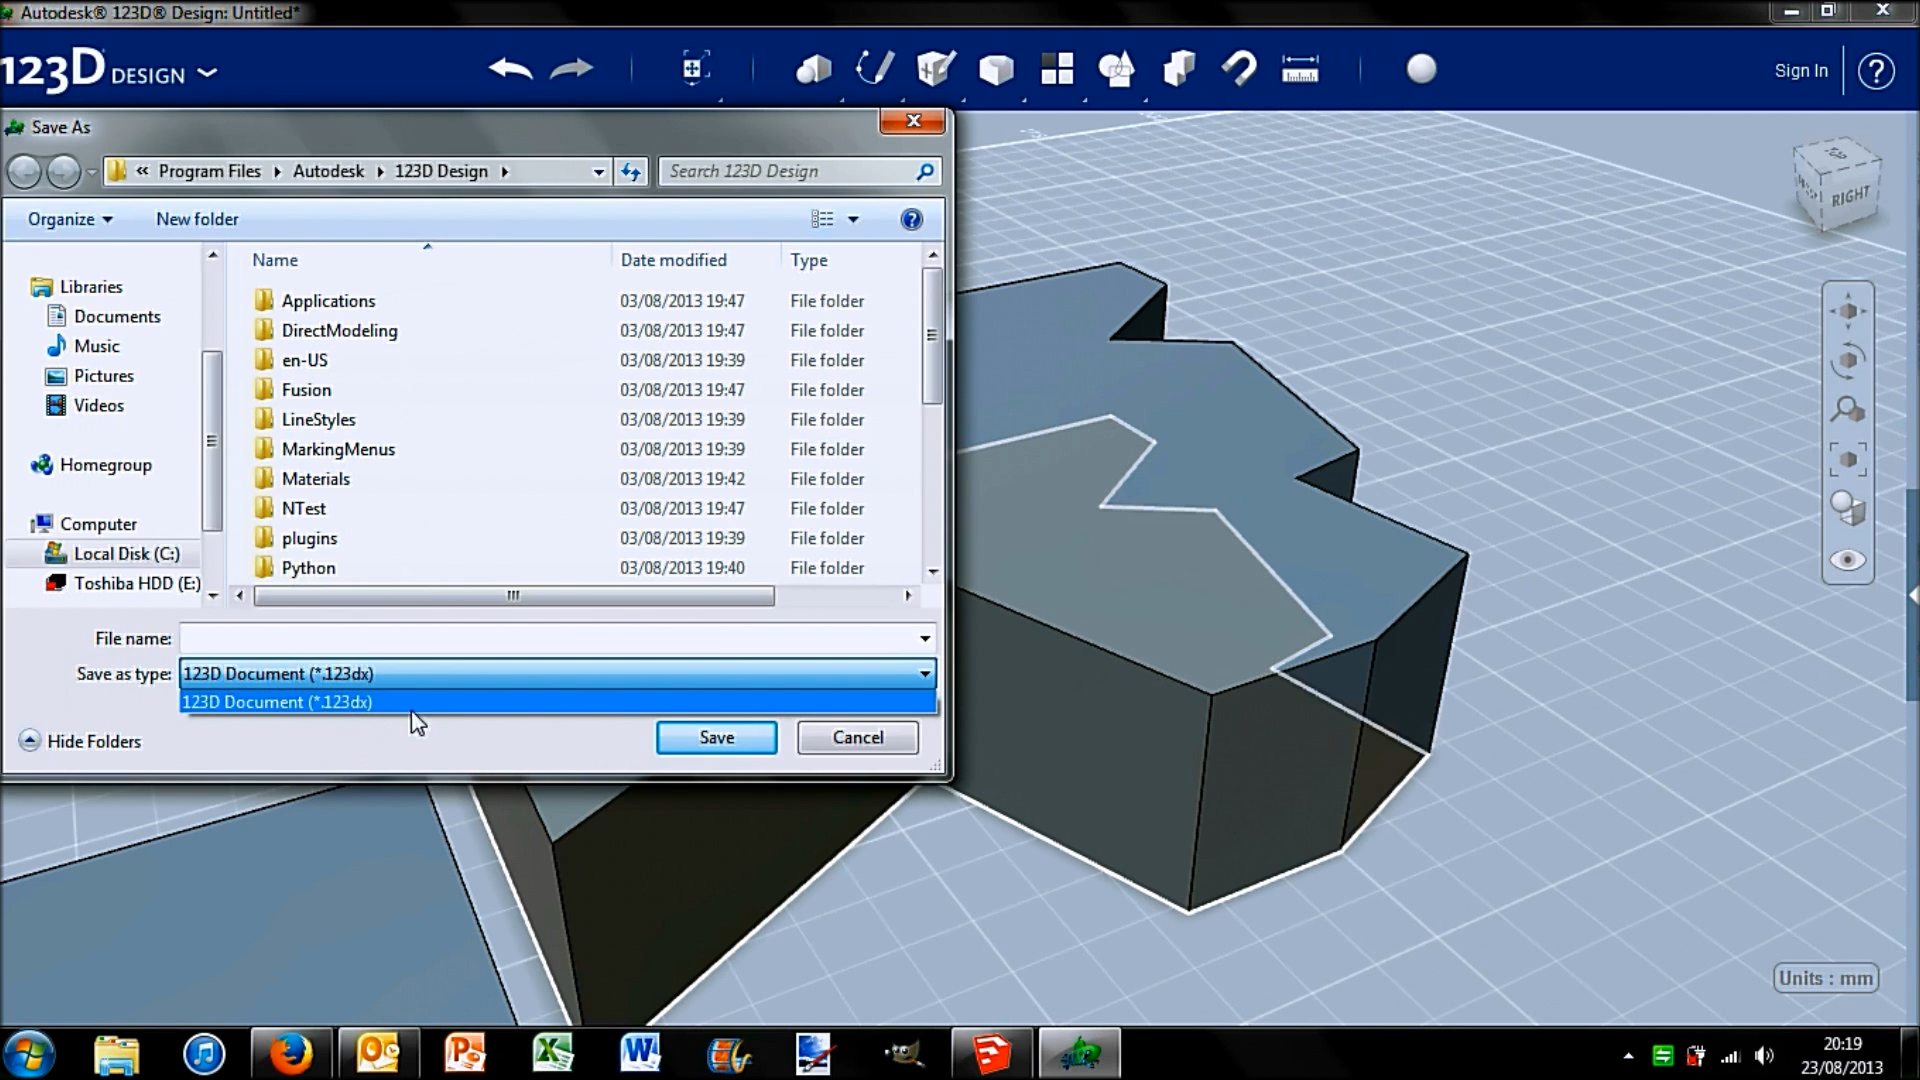 Autodesk® 123D® Design: Untitled*
123D DESIGN
Sign In
?
Save As
« Program Files Autodesk 123D Design
Search 123D Design
Organize
New folder
?
Name Date modified Type
Libraries
Documents
Music
Pictures
Videos
Homegroup
Computer
Local Disk (C:)
Toshiba HDD (E:)
Applications 03/08/2013 19:47 File folder
DirectModeling 03/08/2013 19:47 File folder
en-US 03/08/2013 19:39 File folder
Fusion 03/08/2013 19:47 File folder
LineStyles 03/08/2013 19:39 File folder
MarkingMenus 03/08/2013 19:39 File folder
Materials 03/08/2013 19:42 File folder
NTest 03/08/2013 19:47 File folder
plugins 03/08/2013 19:39 File folder
Python 03/08/2013 19:40 File folder
File name:
Save as type: 123D Document (*.123dx)
123D Document (*.123dx)
Hide Folders
Save
Cancel
TOP
RIGHT
Units : mm
20:19
23/08/2013